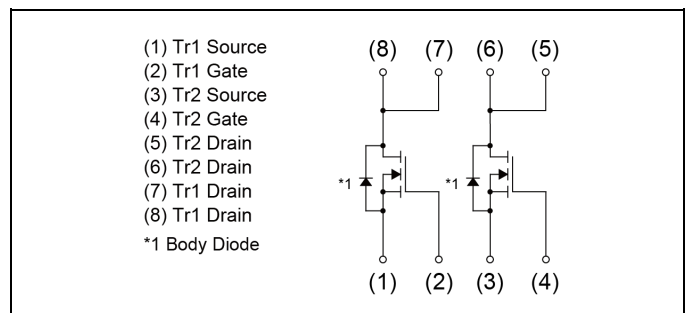 (1) Tr1 Source
(2) Tr1 Gate
(3) Tr2 Source
(4) Tr2 Gate
(5) Tr2 Drain
(6) Tr2 Drain
(7) Tr1 Drain
(8) Tr1 Drain
*1 Body Diode
(8) (7) (6) (5)
*1 *1
(1) (2) (3) (4)